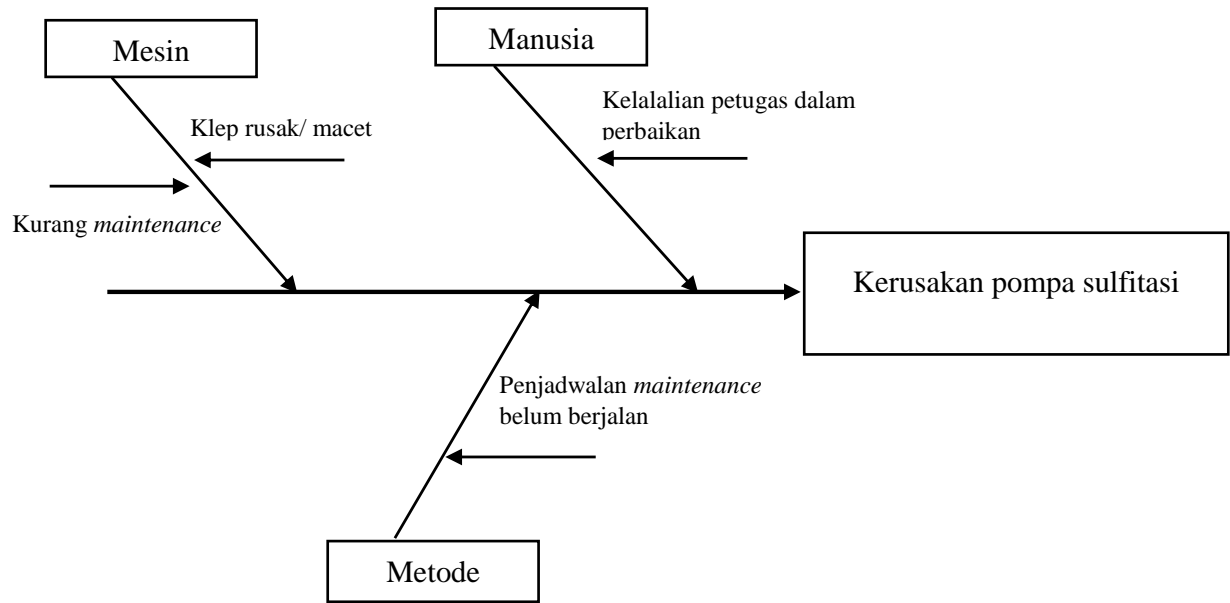 Mesin
Manusia
Klep rusak/ macet
Kurang maintenance
Kelalalian petugas dalam
perbaikan
Kerusakan pompa sulfitasi
Penjadwalan maintenance
belum berjalan
Metode